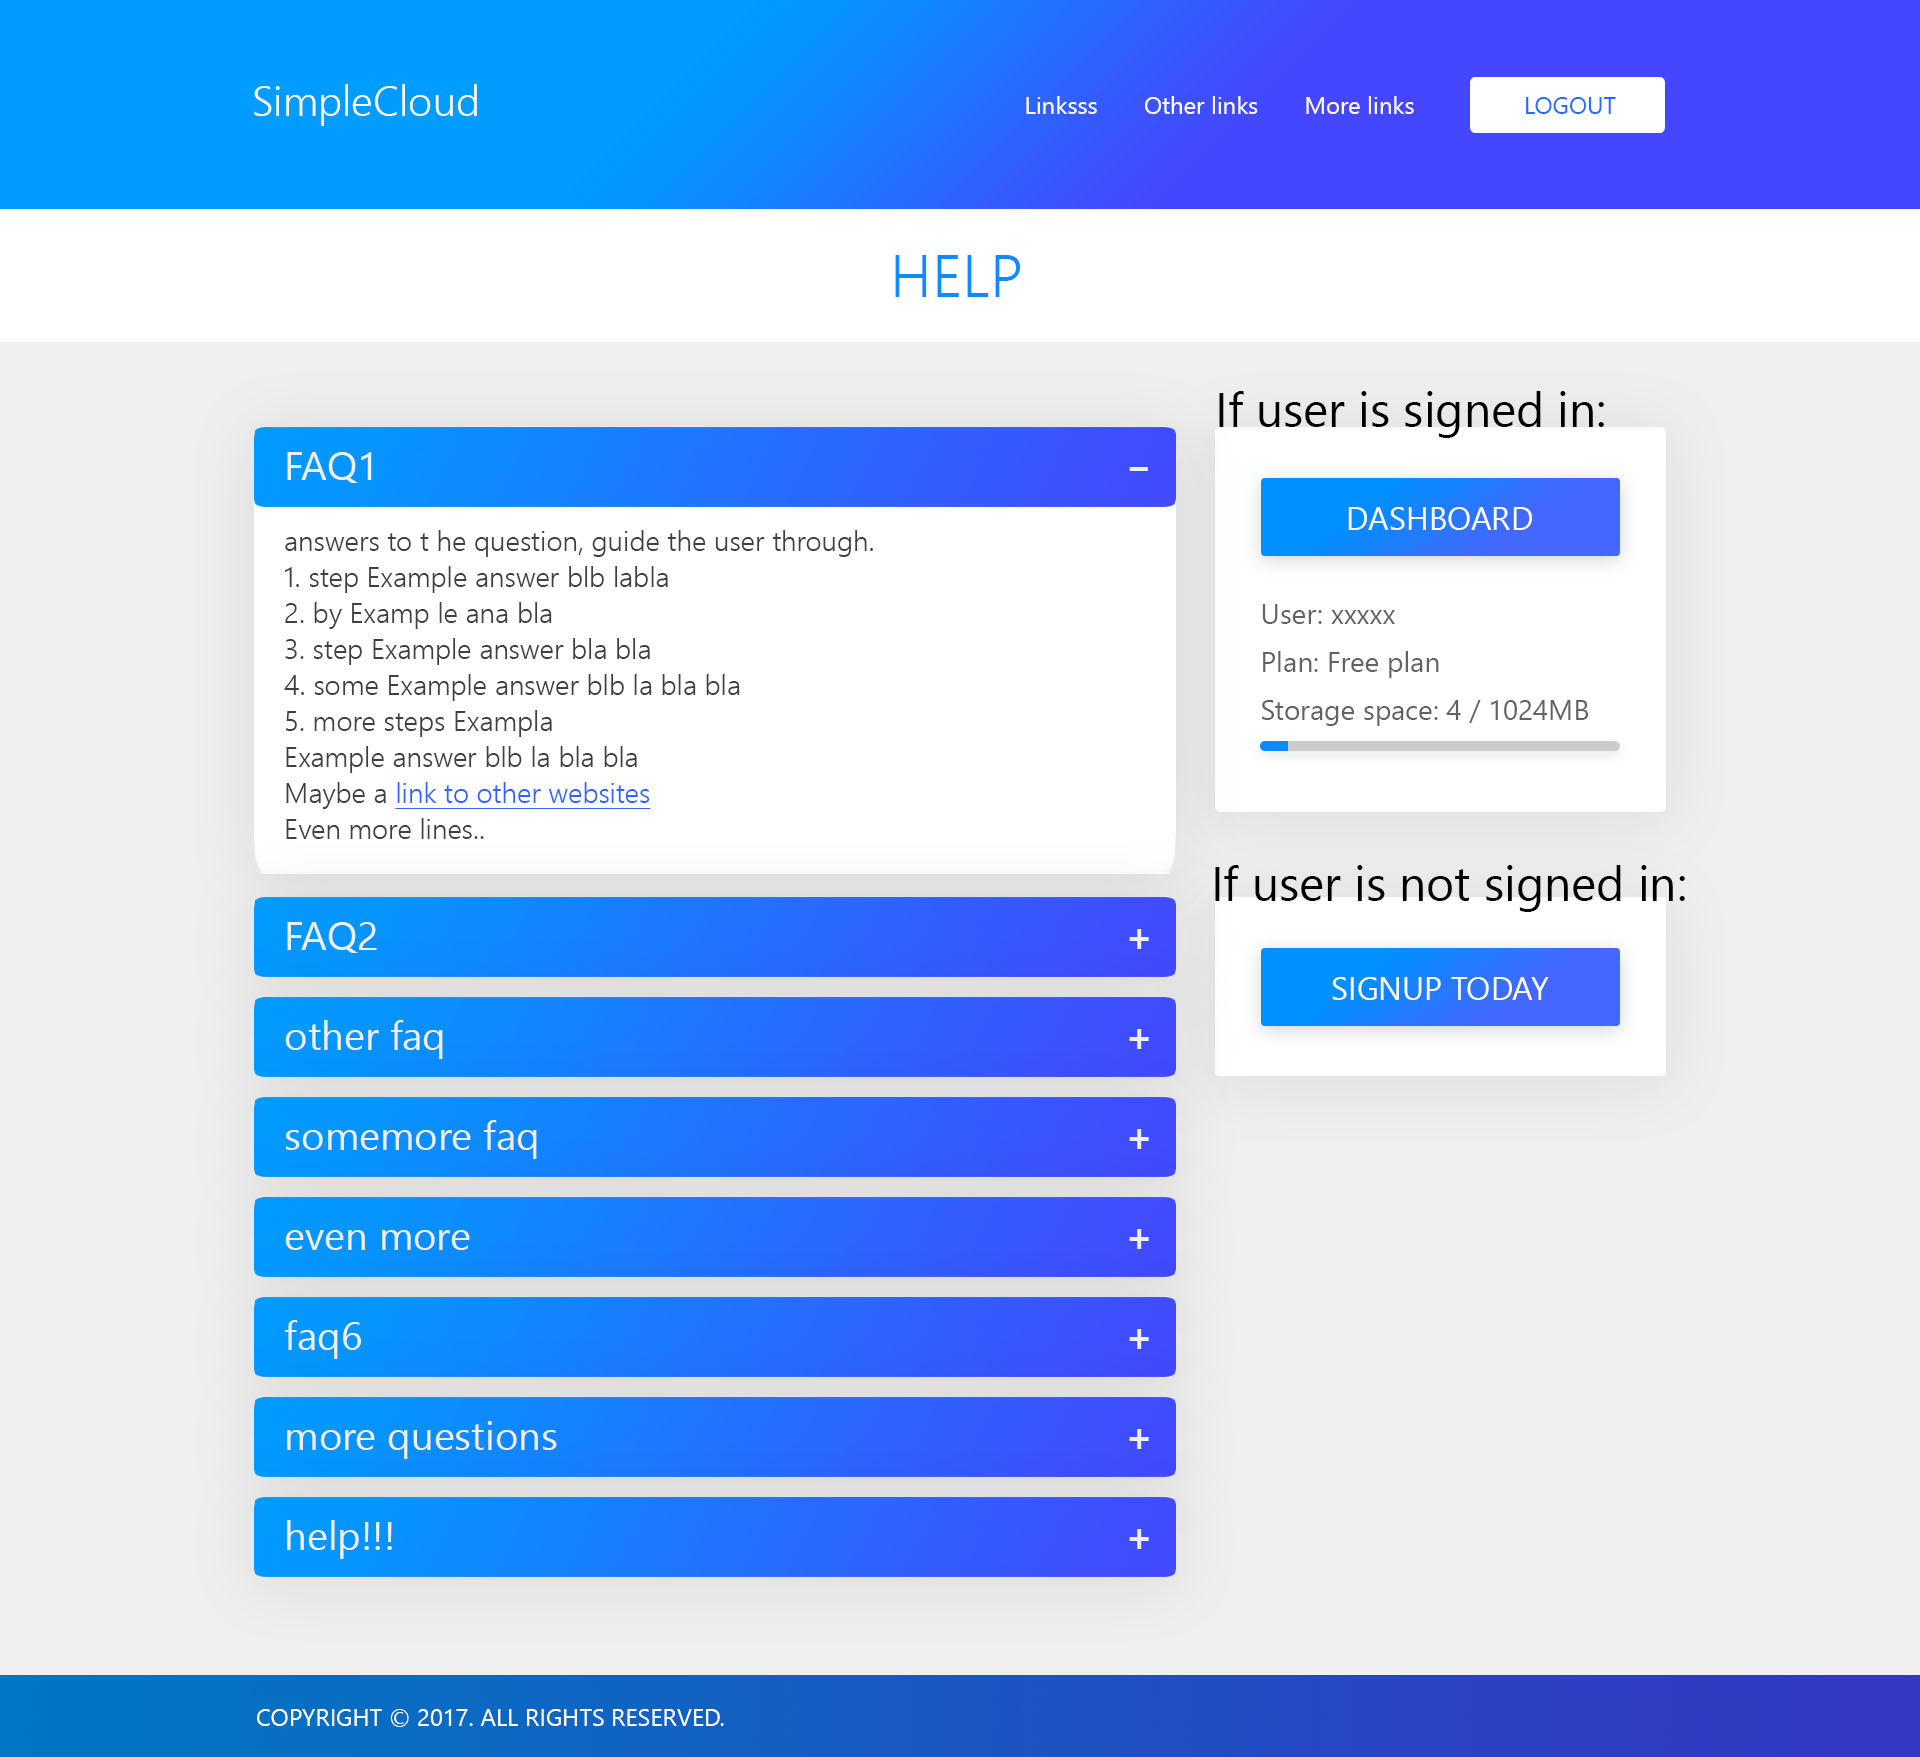 SimpleCloud
Linksss
Other links
More links
LOGOUT
HELP
FAQ1
answers to t he question, guide the user through.
1. step Example answer blb labla
2. by Examp le ana bla
3. step Example answer bla bla
4. some Example answer blb la bla bla
5. more steps Exampla
Example answer blb la bla bla
Maybe a link to other websites
Even more lines..
FAQ2
other faq
somemore faq
even more
faq6
more questions
help!!!
If user is signed in:
DASHBOARD
User: xxxxx
Plan: Free plan
Storage space: 4 / 1024MB
If user is not signed in:
SIGNUP TODAY
COPYRIGHT © 2017. ALL RIGHTS RESERVED.